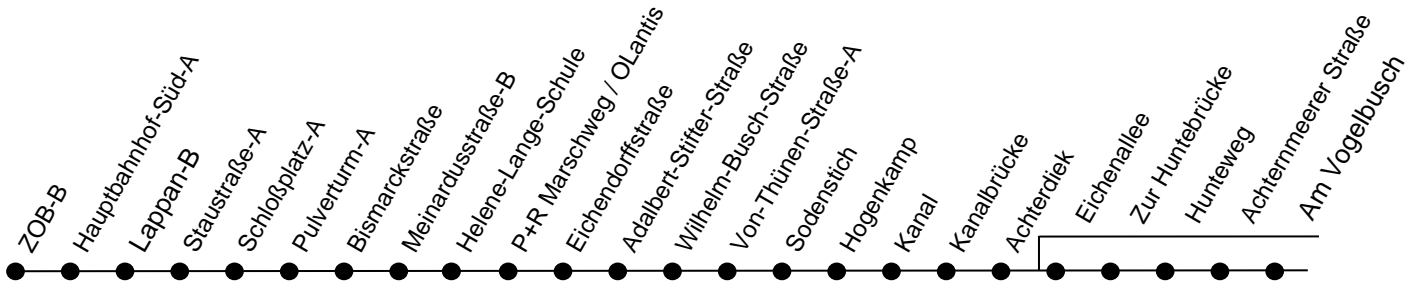 ZOB-B
Hauptbahnhof-Süd-A
Lappan-B
Staustraße-A
Schloßplatz-A
Pulverturm-A
Bismarckstraße
Meinardusstraße-B
Helene-Lange-Schule
P+R Marschweg / OLantis
Eichendorffstraße
Adalbert-Stifter-Straße
Wilhelm-Busch-Straße
Von-Thünen-Straße-A
Sodenstich
Hogenkamp
Kanal
Kanalbrücke
Achterdiek
Eichenallee
Zur Huntebrücke
Hunteweg
Achternmeerer Straße
Am Vogelbusch